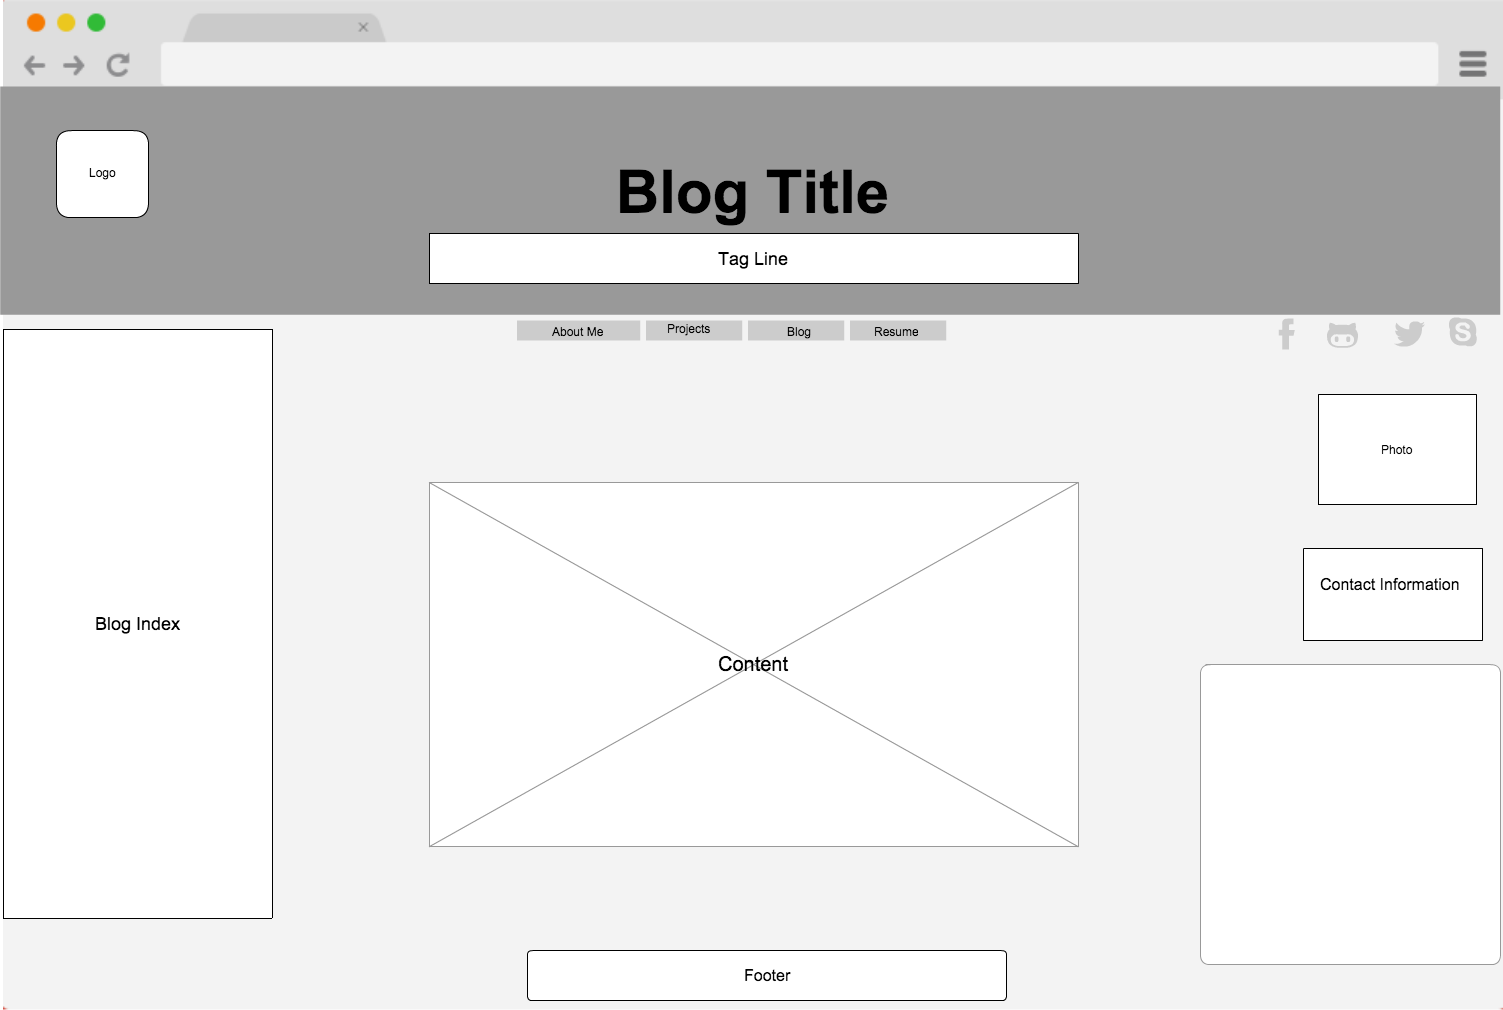 Logo
Blog Title
Tag Line
About Me
Projects
Blog
Resume
Photo
Contact Information
Blog Index
Content
Footer